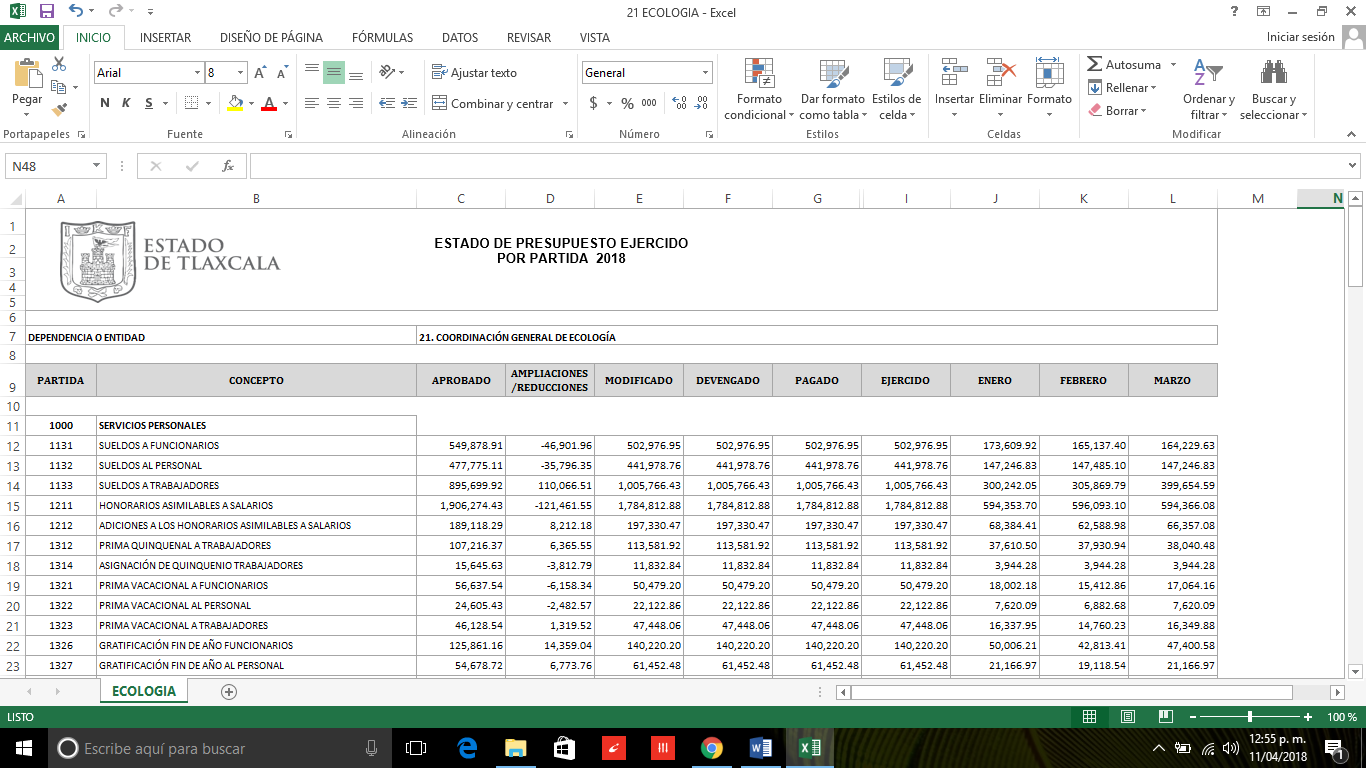 21 ECOLOGIA - Excel
ARCHIVO INICIO INSERTAR DISEÑO DE PÁGINA FÓRMULAS DATOS REVISAR VISTA Iniciar sesión
Pegar
Arial 8
Ajustar texto
General
Autosuma
Rellenar
Borrar
N K S
Combinar y centrar
$ % 000
Formato condicional
Dar formato como tabla
Estilos de celda
Insertar Eliminar Formato
Ordenar y filtrar
Buscar y seleccionar
Portapapeles Fuente Alineación Número Estilos Celdas Modificar
N48 fx
A B C D E F G I J K L M N
1
2
3
4
5
ESTADO
DE TLAXCALA
ESTADO DE PRESUPUESTO EJERCIDO
POR PARTIDA 2018
6
7 DEPENDENCIA O ENTIDAD 21. COORDINACIÓN GENERAL DE ECOLOGÍA
8
9 PARTIDA CONCEPTO APROBADO AMPLIACIONES /REDUCCIONES MODIFICADO DEVENGADO PAGADO EJERCIDO ENERO FEBRERO MARZO
10
11 1000 SERVICIOS PERSONALES
12 1131 SUELDOS A FUNCIONARIOS 549,878.91 -46,901.96 502,976.95 502,976.95 502,976.95 502,976.95 173,609.92 165,137.40 164,229.63
13 1132 SUELDOS AL PERSONAL 477,775.11 -35,796.35 441,978.76 441,978.76 441,978.76 441,978.76 147,246.83 147,485.10 147,246.83
14 1133 SUELDOS A TRABAJADORES 895,699.92 110,066.51 1,005,766.43 1,005,766.43 1,005,766.43 1,005,766.43 300,242.05 305,869.79 399,654.59
15 1211 HONORARIOS ASIMILABLES A SALARIOS 1,906,274.43 -121,461.55 1,784,812.88 1,784,812.88 1,784,812.88 1,784,812.88 594,353.70 596,093.10 594,366.08
16 1212 ADICIONES A LOS HONORARIOS ASIMILABLES A SALARIOS 189,118.29 8,212.18 197,330.47 197,330.47 197,330.47 197,330.47 68,384.41 62,588.98 66,357.08
17 1312 PRIMA QUINQUENAL A TRABAJADORES 107,216.37 6,365.55 113,581.92 113,581.92 113,581.92 113,581.92 37,610.50 37,930.94 38,040.48
18 1314 ASIGNACIÓN DE QUINQUENIO TRABAJADORES 15,645.63 -3,812.79 11,832.84 11,832.84 11,832.84 11,832.84 3,944.28 3,944.28 3,944.28
19 1321 PRIMA VACACIONAL A FUNCIONARIOS 56,637.54 -6,158.34 50,479.20 50,479.20 50,479.20 50,479.20 18,002.18 15,412.86 17,064.16
20 1322 PRIMA VACACIONAL AL PERSONAL 24,605.43 -2,482.57 22,122.86 22,122.86 22,122.86 22,122.86 7,620.09 6,882.68 7,620.09
21 1323 PRIMA VACACIONAL A TRABAJADORES 46,128.54 1,319.52 47,448.06 47,448.06 47,448.06 47,448.06 16,337.95 14,760.23 16,349.88
22 1326 GRATIFICACIÓN FIN DE AÑO FUNCIONARIOS 125,861.16 14,359.04 140,220.20 140,220.20 140,220.20 140,220.20 50,006.21 42,813.41 47,400.58
23 1327 GRATIFICACIÓN FIN DE AÑO AL PERSONAL 54,678.72 6,773.76 61,452.48 61,452.48 61,452.48 61,452.48 21,166.97 19,118.54 21,166.97
ECOLOGIA
LISTO 100 %
Escribe aquí para buscar
12:55 p. m.
11/04/2018
1